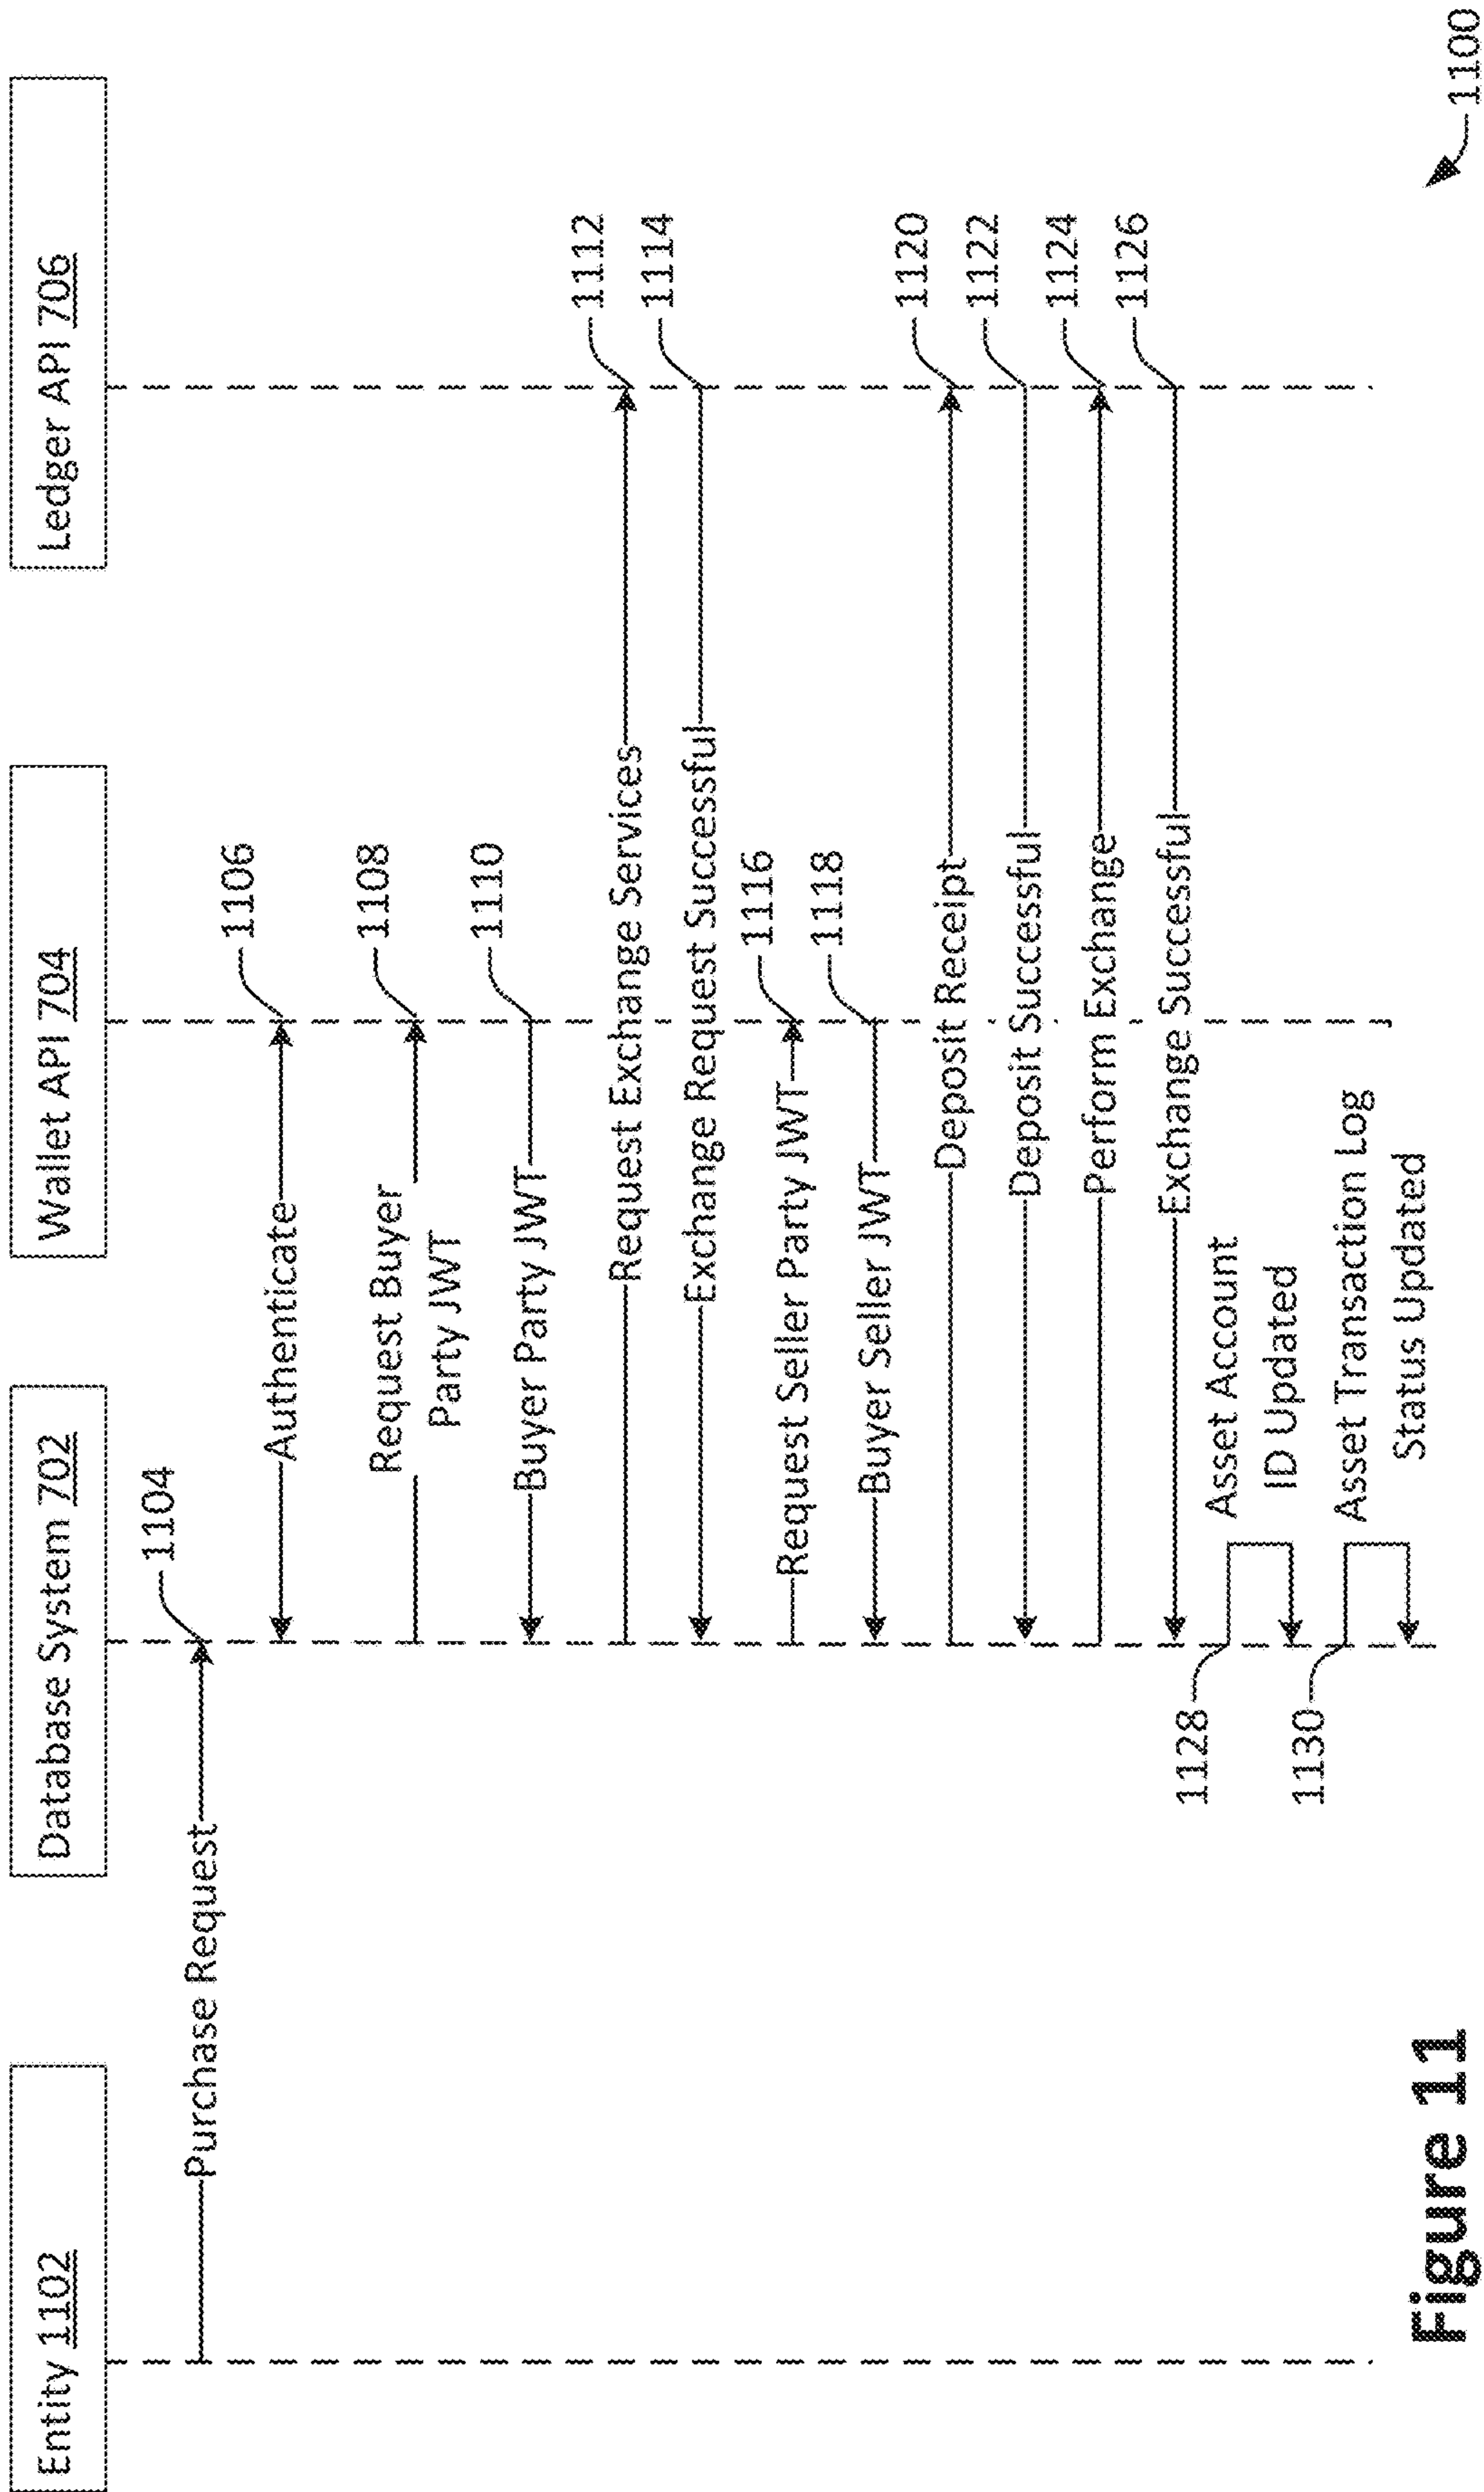 Entity 1102
Database System 702
Wallet API 704
Ledger API 706
Purchase Request
1104
Authenticate
1106
Request Buyer
Party JWT
1108
Buyer Party JWT
1110
Request Exchange Services
1112
Exchange Request Successful
1114
Request Seller Party JWT
1116
Buyer Seller JWT
1118
Deposit Receipt
1120
Deposit Successful
1122
Perform Exchange
1124
Exchange Successful
1126
1128
Asset Account
ID Updated
1130
Asset Transaction Log
Status Updated
Figure 11
1100